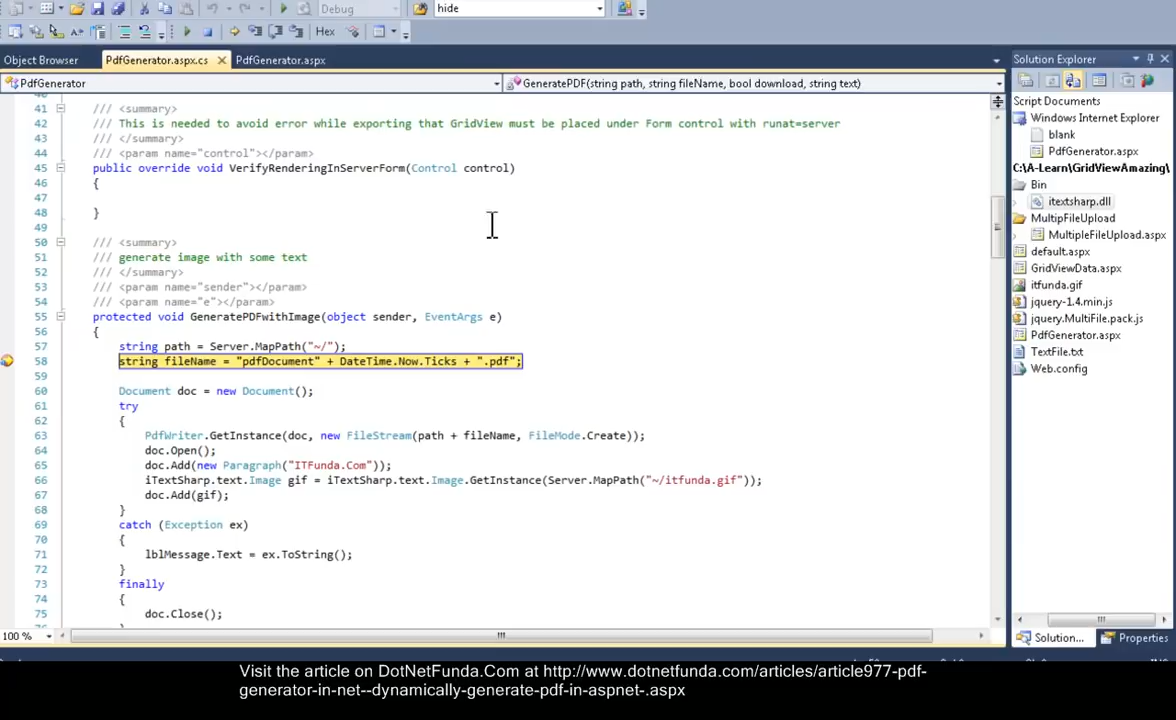 Debug
hide
Hex
Object Browser
PdfGenerator.aspx.cs
PdfGenerator.aspx
PdfGenerator
GeneratePDF(string path, string fileName, bool download, string text)
41 /// <summary>
42 /// This is needed to avoid error while exporting that GridView must be placed under Form control with runat=server
43 /// </summary>
44 /// <param name="control"></param>
45 public override void VerifyRenderingInServerForm(Control control)
46 {
47
48 }
49
50 /// <summary>
51 /// generate image with some text
52 /// </summary>
53 /// <param name="sender"></param>
54 /// <param name="e"></param>
55 protected void GeneratePDFwithImage(object sender, EventArgs e)
56 {
57 string path = Server.MapPath("~/");
58 string fileName = "pdfDocument" + DateTime.Now.Ticks + ".pdf";
59
60 Document doc = new Document();
61 try
62 {
63 PdfWriter.GetInstance(doc, new FileStream(path + fileName, FileMode.Create));
64 doc.Open();
65 doc.Add(new Paragraph("ITFunda.Com"));
66 iTextSharp.text.Image gif = iTextSharp.text.Image.GetInstance(Server.MapPath("~/itfunda.gif"));
67 doc.Add(gif);
68 }
69 catch (Exception ex)
70 {
71 lblMessage.Text = ex.ToString();
72 }
73 finally
74 {
75 doc.Close();
100 %
Solution Explorer
Script Documents
Windows Internet Explorer
blank
PdfGenerator.aspx
C:\A-Learn\GridViewAmazing\
Bin
itextsharp.dll
MultipFileUpload
MultipleFileUpload.aspx
default.aspx
GridViewData.aspx
itfunda.gif
jquery-1.4.min.js
jquery.MultiFile.pack.js
PdfGenerator.aspx
TextFile.txt
Web.config
Solution...
Properties
Visit the article on DotNetFunda.Com at http://www.dotnetfunda.com/articles/article977-pdf-
generator-in-net--dynamically-generate-pdf-in-aspnet-.aspx